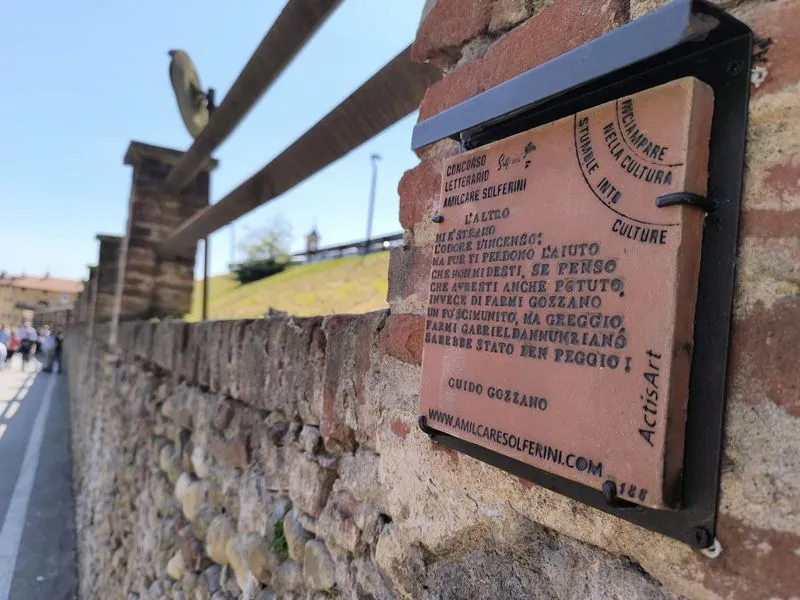 CONCORSO
LETTERARIO
AMILCARE SOLFERINI
INCIAMPARE
NELLA CULTURA
STUMBLE INTO
CULTURE
L'ALTRO
MI E'STRANO
L'ODORE D'INCENSO:
MA PUR TI PERDONO L'AIUTO
CHE NON MI DESTI, SE PENSO
CHE AVRESTI ANCHE POTUTO,
INVECE DI FARMI GOZZANO
UN PO'SCIMUNITO, MA GREGGIO,
FARMI GABRIELDANNUNZIANO
SAREBBE STATO BEN PEGGIO!
GUIDO GOZZANO
ActisArt
WWW.AMILCARESOLFERINI.COM
186